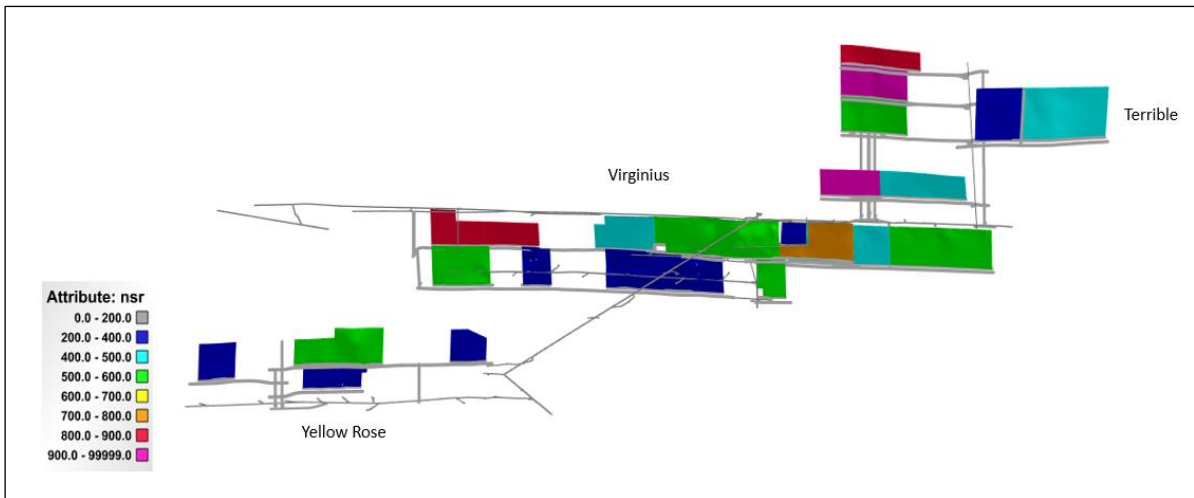 Terrible
Virginius
Attribute: nsr
0.0 - 200.0
200.0 - 400.0
400.0 - 500.0
500.0 - 600.0
600.0 - 700.0
700.0 - 800.0
800.0 - 900.0
900.0 - 99999.0
Yellow Rose